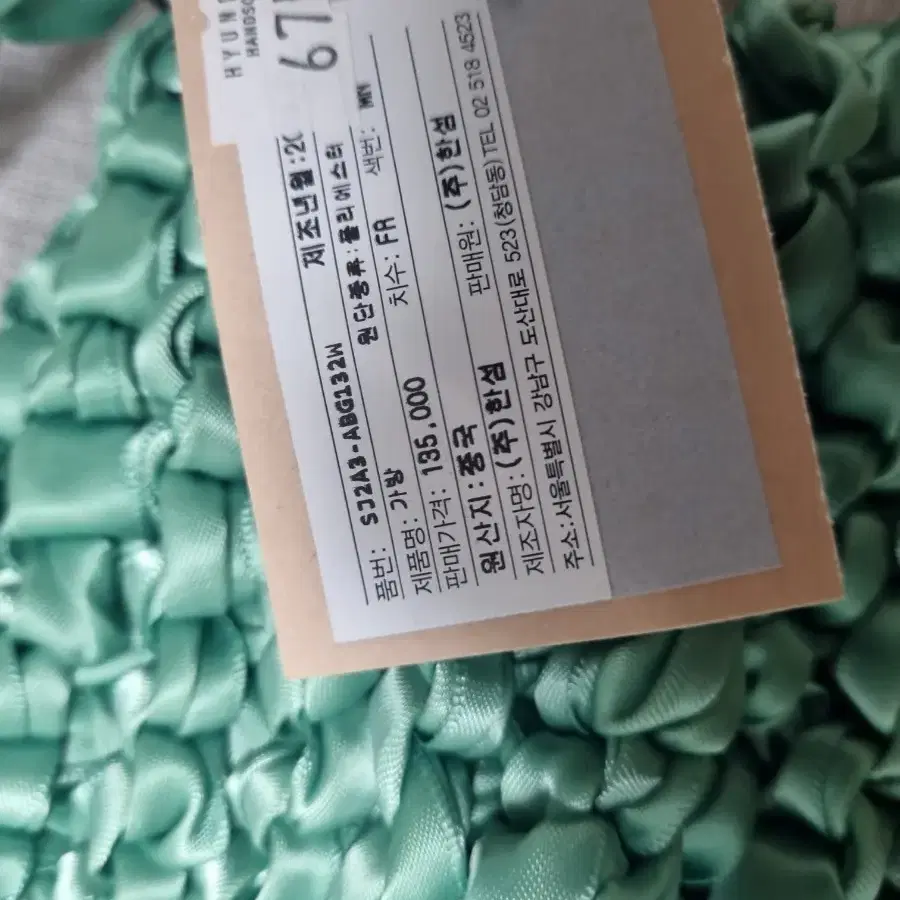 HYUND
HANDSO
67
품번: SJ2A3-ABG132W 제조년월:20
제품명: 가방 원단종류:폴리에스터
판매가격: 135,000 치수: FR 색번: MN
원산지:중국 판매원: (주)한섬
제조자명: (주)한섬
주소:서울특별시 강남구 도산대로 523(청담동) TEL 02 518 4523